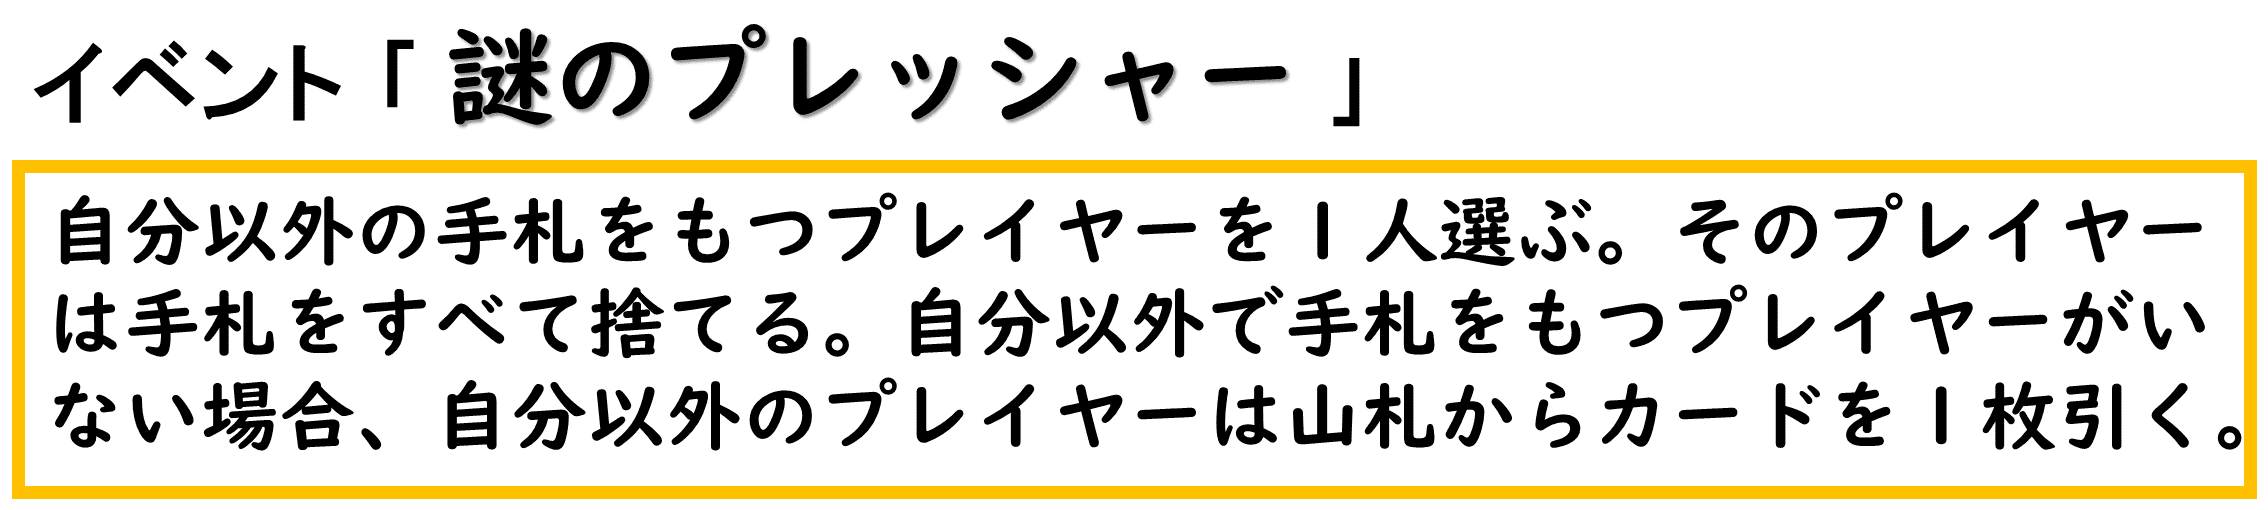 イベント「謎のプレッシャー」
自分以外の手札をもつプレイヤーを１人選ぶ。そのプレイヤー
は手札をすべて捨てる。自分以外で手札をもつプレイヤーがい
ない場合、自分以外のプレイヤーは山札からカードを１枚引く。